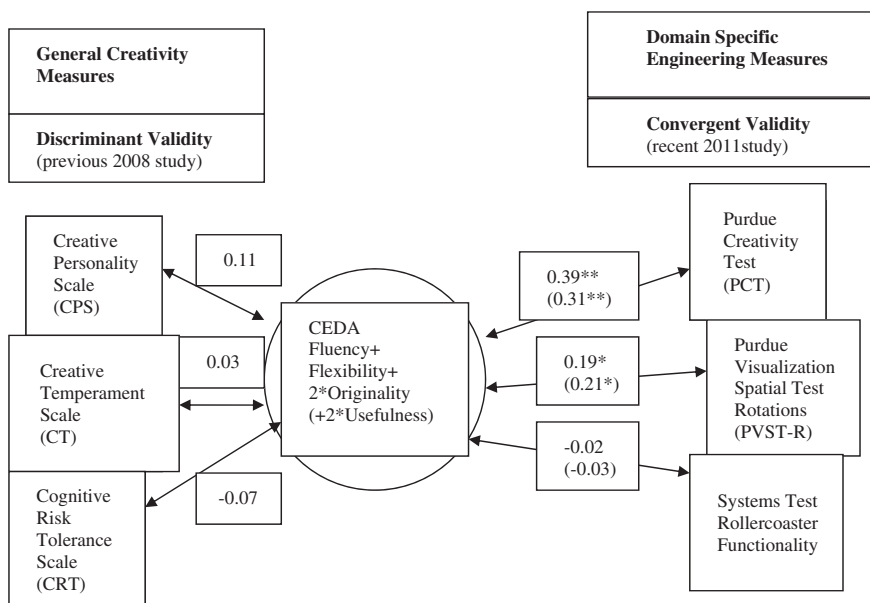 General Creativity
Measures
Discriminant Validity
(previous 2008 study)
Domain Specific
Engineering Measures
Convergent Validity
(recent 2011study)
Creative
Personality
Scale
(CPS)
0.11
Creative
Temperament
Scale
(CT)
0.03
Cognitive
Risk
Tolerance
Scale
(CRT)
-0.07
CEDA
Fluency+
Flexibility+
2*Originality
(+2*Usefulness)
0.39**
(0.31**)
0.19*
(0.21*)
-0.02
(-0.03)
Purdue
Creativity
Test
(PCT)
Purdue
Visualization
Spatial Test
Rotations
(PVST-R)
Systems Test
Rollercoaster
Functionality